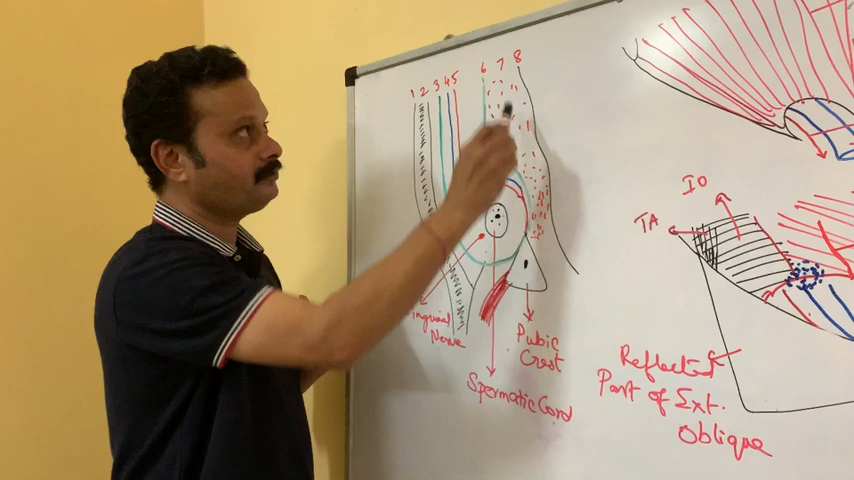 1 2 3 4 5 6 7 8
Inguinal
Nerve
Pubic
Crest
Spermatic Cord
IO
TA
Reflected
Part of Ext.
Oblique